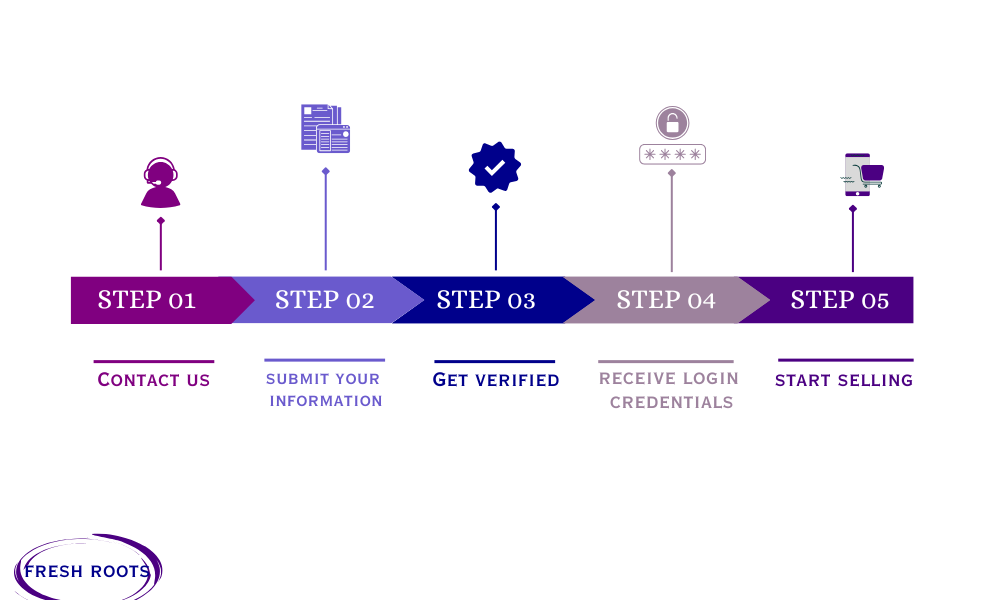 * * * *
STEP 01
STEP 02
STEP 03
STEP 04
STEP 05
CONTACT US
SUBMIT YOUR
INFORMATION
GET VERIFIED
RECEIVE LOGIN
CREDENTIALS
START SELLING
FRESH ROOTS